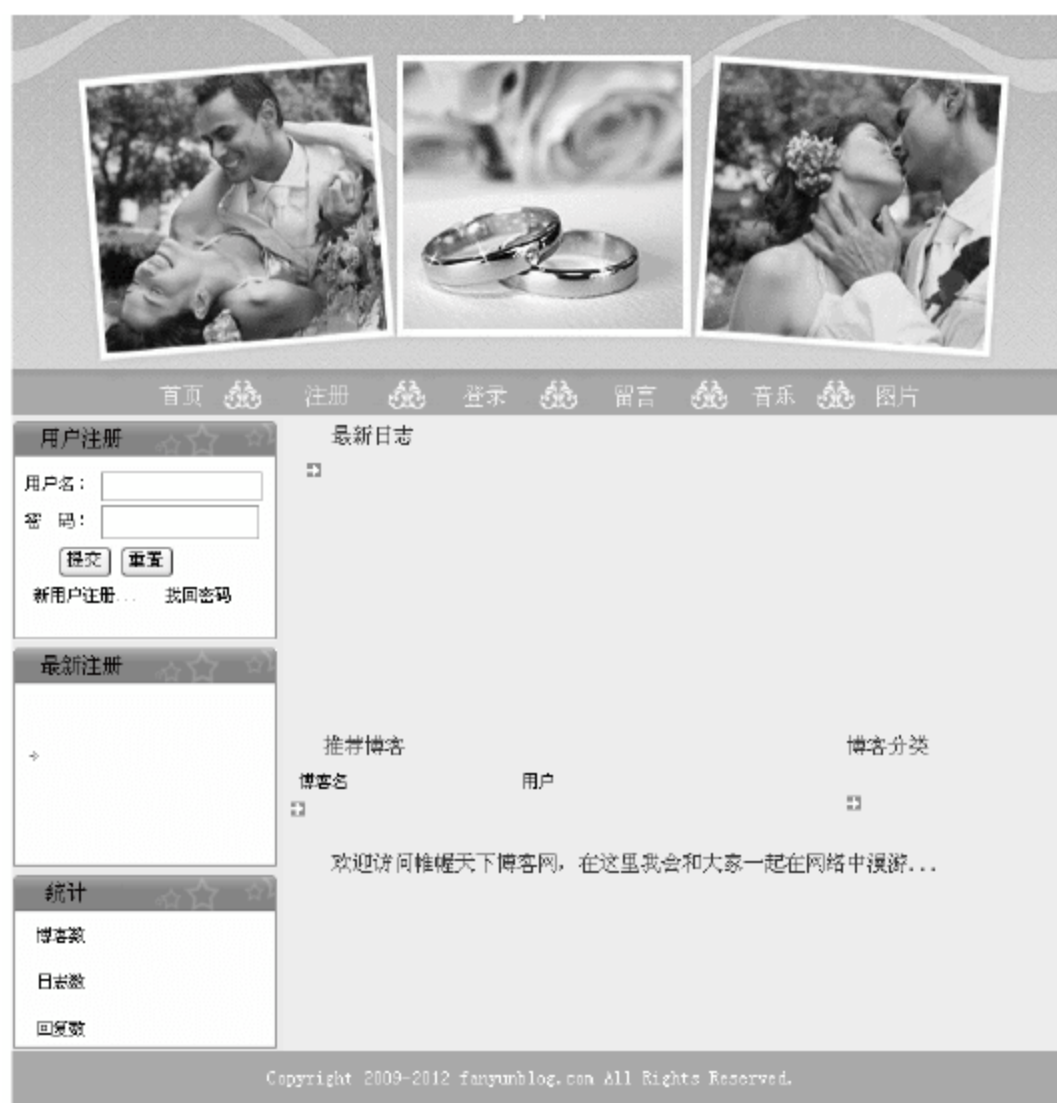 首页 注册 登录 留言 音乐 图片
用户注册
用户名：
密 码：
提交 重置
新用户注册... 找回密码
最新注册
统计
博客数
日志数
回复数
最新日志
推荐博客 博客分类
博客名 用户
欢迎访问帷幄天下博客网，在这里我会和大家一起在网络中漫游...
Copyright 2009-2012 fanyunblog.com All Rights Reserved.